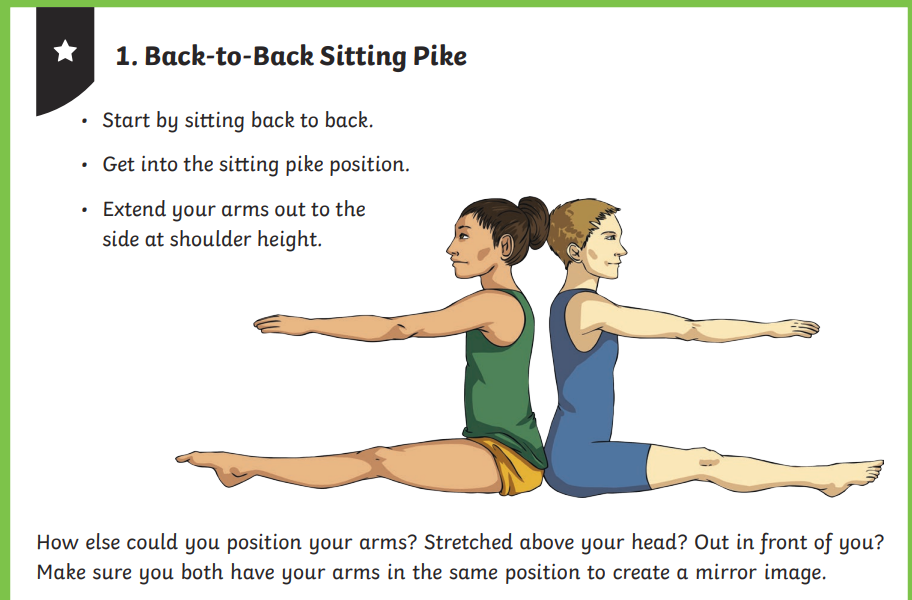 1. Back-to-Back Sitting Pike
• Start by sitting back to back.
• Get into the sitting pike position.
• Extend your arms out to the
side at shoulder height.
How else could you position your arms? Stretched above your head? Out in front of you?
Make sure you both have your arms in the same position to create a mirror image.